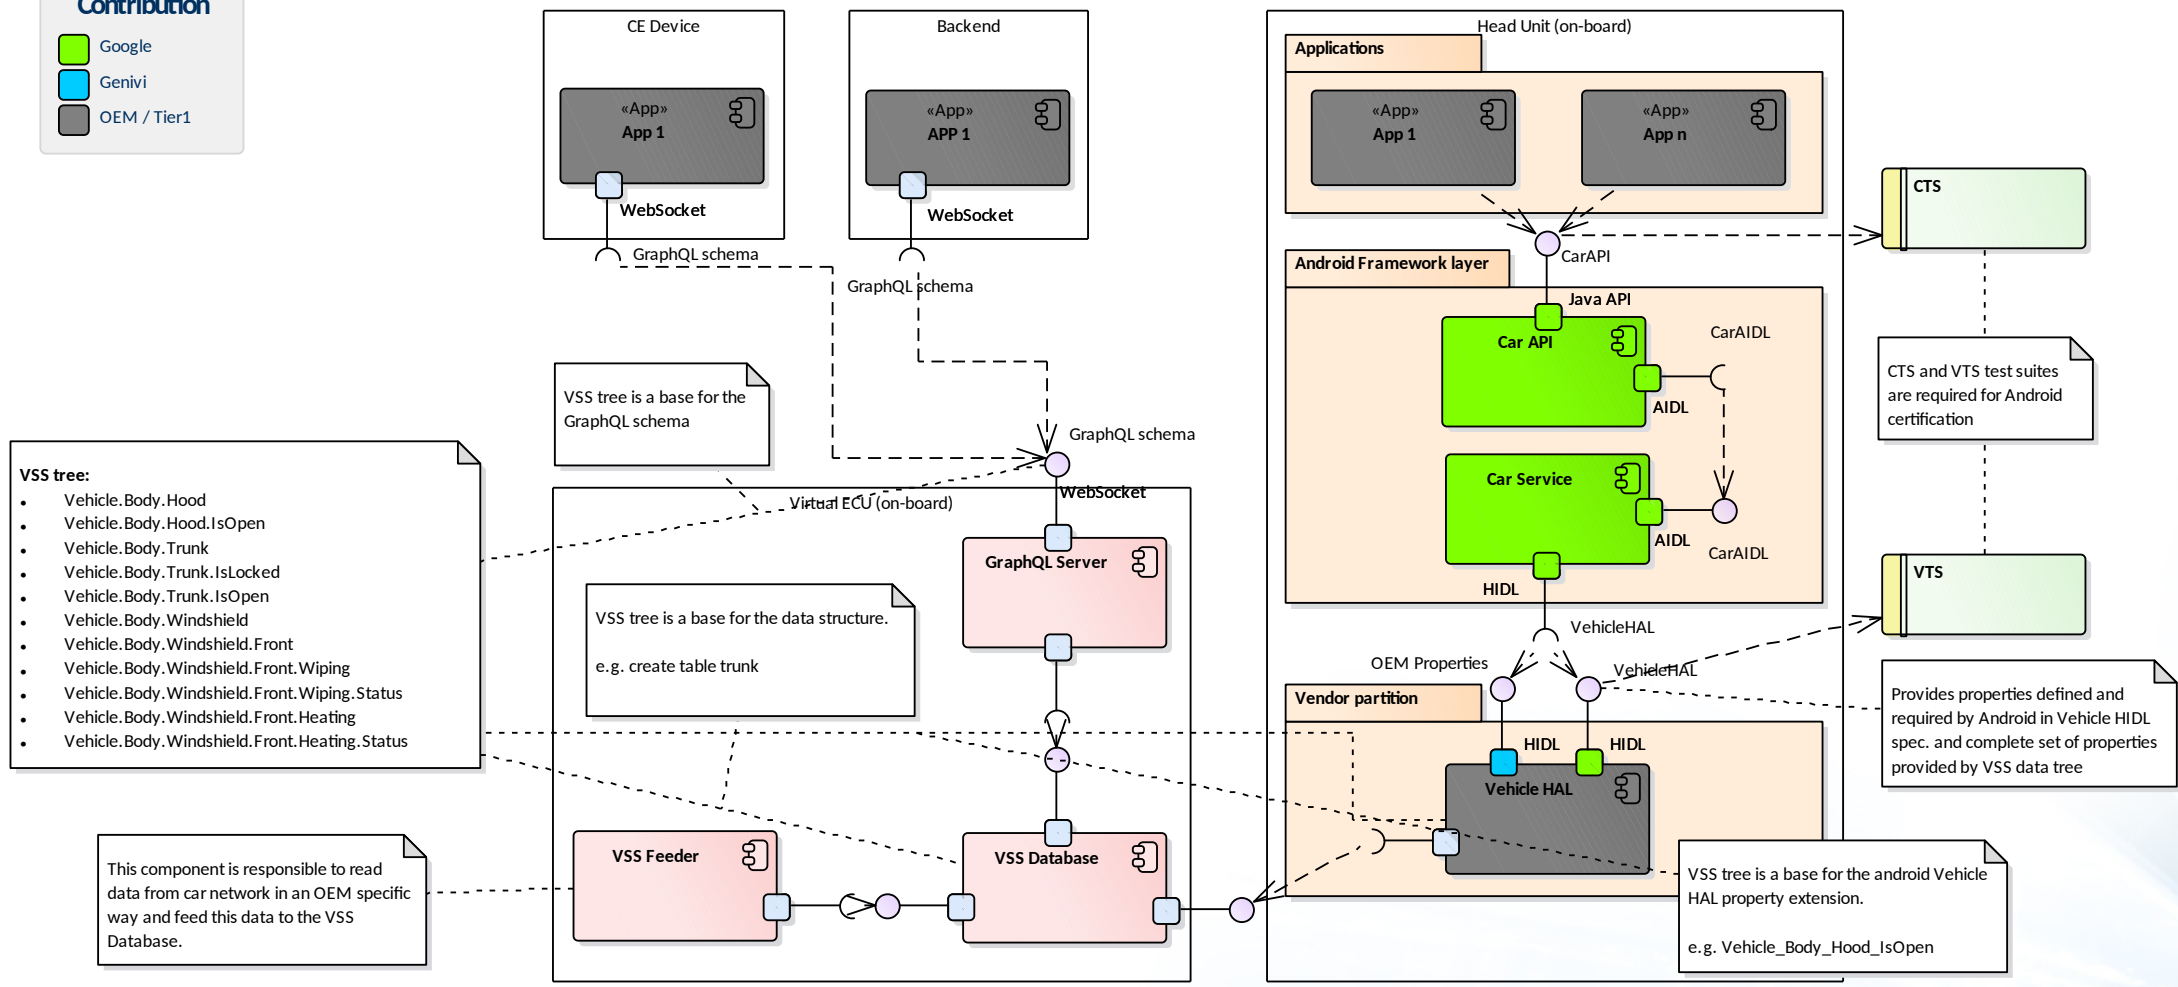 Contribution
Google
Genivi
OEM / Tier1
CE Device
«App»
App 1
WebSocket
GraphQL schema
Backend
«App»
APP 1
WebSocket
GraphQL schema
Head Unit (on-board)
Applications
«App»
App 1
«App»
App n
CarAPI
CTS
Android Framework layer
Java API
Car API
CarAIDL
AIDL
Car Service
AIDL
CarAIDL
HIDL
CTS and VTS test suites
are required for Android
certification
VTS
VehicleHAL
OEM Properties
VehicleHAL
Vendor partition
HIDL
HIDL
Vehicle HAL
Provides properties defined and
required by Android in Vehicle HIDL
spec. and complete set of properties
provided by VSS data tree
VSS tree is a base for the android Vehicle
HAL property extension.
e.g. Vehicle_Body_Hood_IsOpen
VSS tree is a base for the
GraphQL schema
GraphQL schema
WebSocket
Virtual ECU (on-board)
GraphQL Server
VSS tree is a base for the data structure.
e.g. create table trunk
VSS Feeder
VSS Database
VSS tree:
• Vehicle.Body.Hood
• Vehicle.Body.Hood.IsOpen
• Vehicle.Body.Trunk
• Vehicle.Body.Trunk.IsLocked
• Vehicle.Body.Trunk.IsOpen
• Vehicle.Body.Windshield
• Vehicle.Body.Windshield.Front
• Vehicle.Body.Windshield.Front.Wiping
• Vehicle.Body.Windshield.Front.Wiping.Status
• Vehicle.Body.Windshield.Front.Heating
• Vehicle.Body.Windshield.Front.Heating.Status
This component is responsible to read
data from car network in an OEM specific
way and feed this data to the VSS
Database.